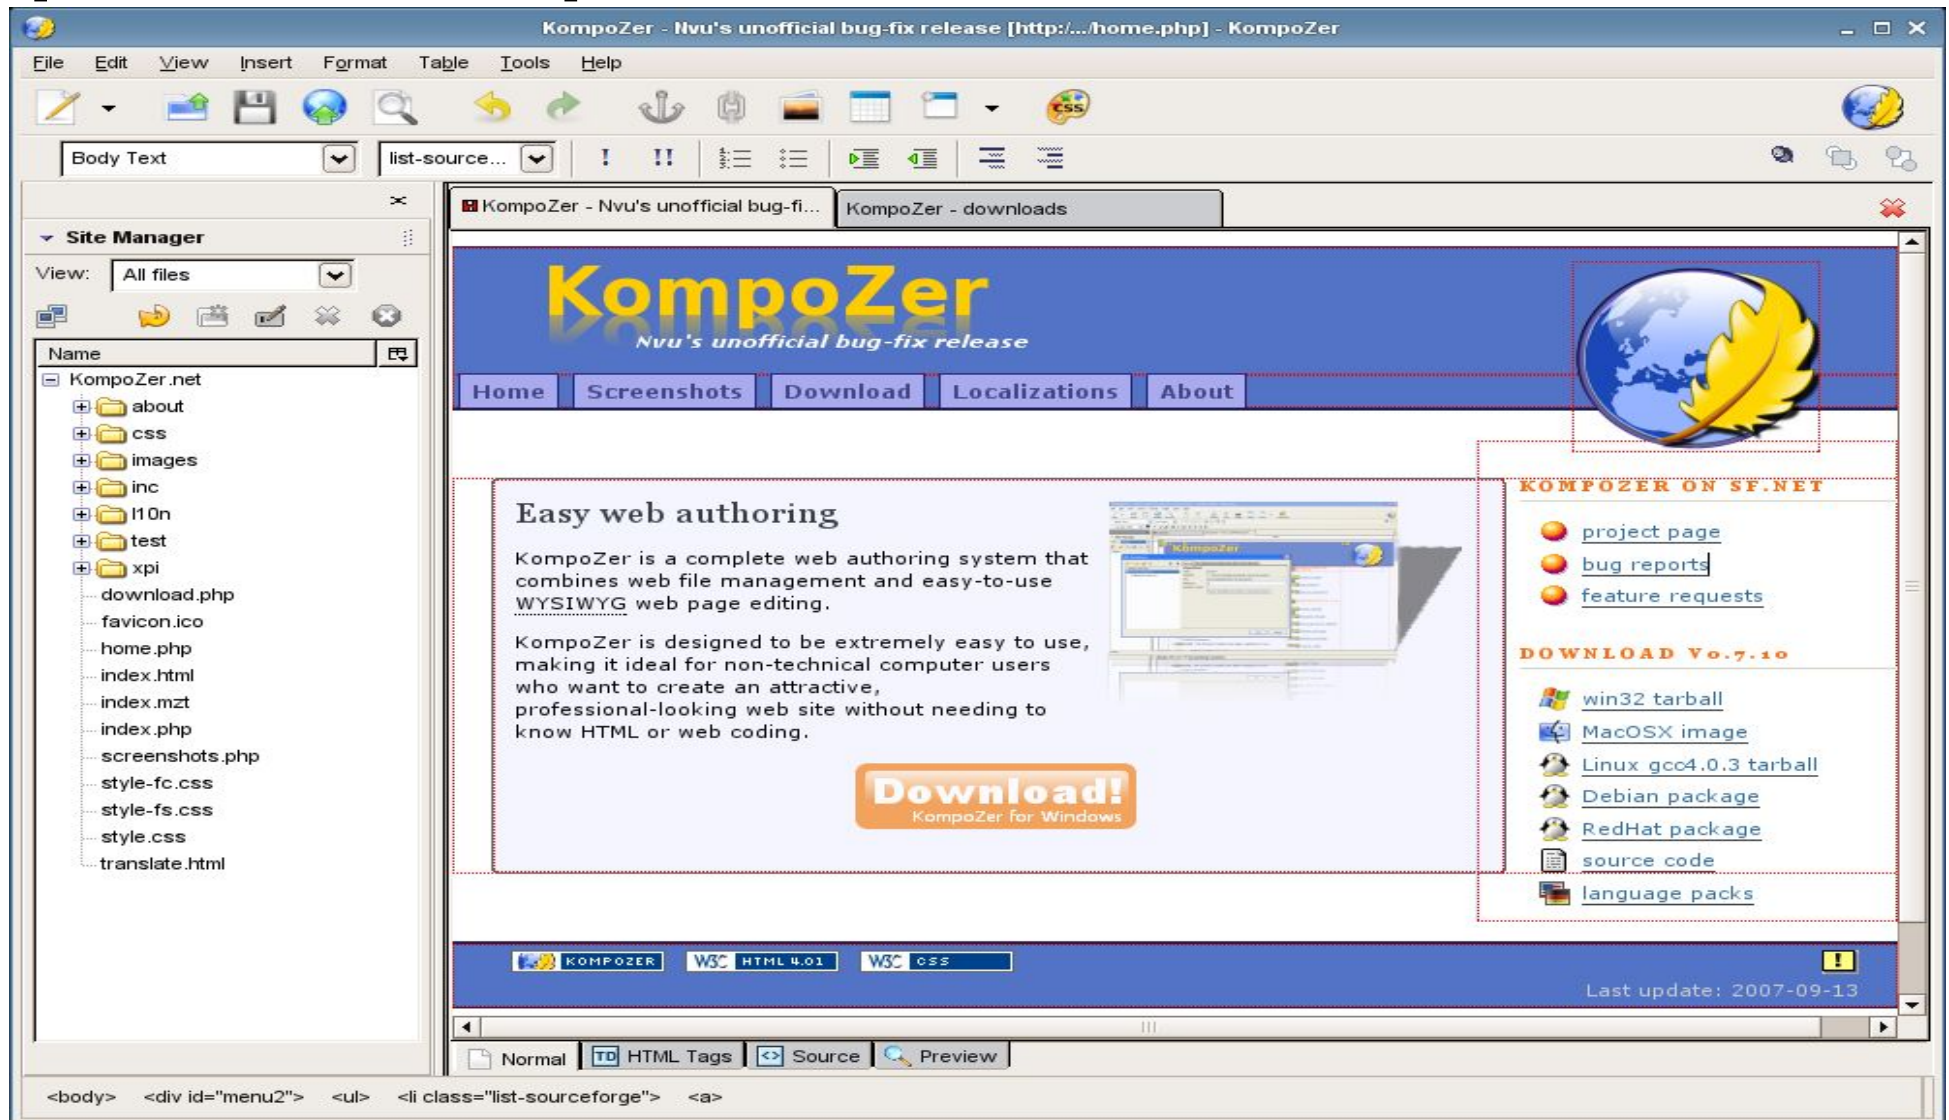 KompoZer - Nvu's unofficial bug-fix release [http:/.../home.php] - KompoZer
File Edit View Insert Format Table Tools Help
CSS
Body Text list-source... ! !!
KompoZer - Nvu's unofficial bug-fi... KompoZer - downloads
Site Manager
View: All files
Name
KompoZer.net
about
css
images
inc
l10n
test
xpi
download.php
favicon.ico
home.php
index.html
index.mzt
index.php
screenshots.php
style-fc.css
style-fs.css
style.css
translate.html
KompoZer
Nvu's unofficial bug-fix release
Home Screenshots Download Localizations About
Easy web authoring
KompoZer is a complete web authoring system that
combines web file management and easy-to-use
WYSIWYG web page editing.
KompoZer is designed to be extremely easy to use,
making it ideal for non-technical computer users
who want to create an attractive,
professional-looking web site without needing to
know HTML or web coding.
KompoZer
Download!
KompoZer for Windows
KOMPOZER ON SF.NET
project page
bug reports
feature requests
DOWNLOAD V0.7.10
win32 tarball
MacOSX image
Linux gcc4.0.3 tarball
Debian package
RedHat package
source code
language packs
KOMPOZER W3C HTML 4.01 W3C CSS !
Last update: 2007-09-13
Normal TD HTML Tags Source Preview
<body> <div id="menu2"> <ul> <li class="list-sourceforge"> <a>